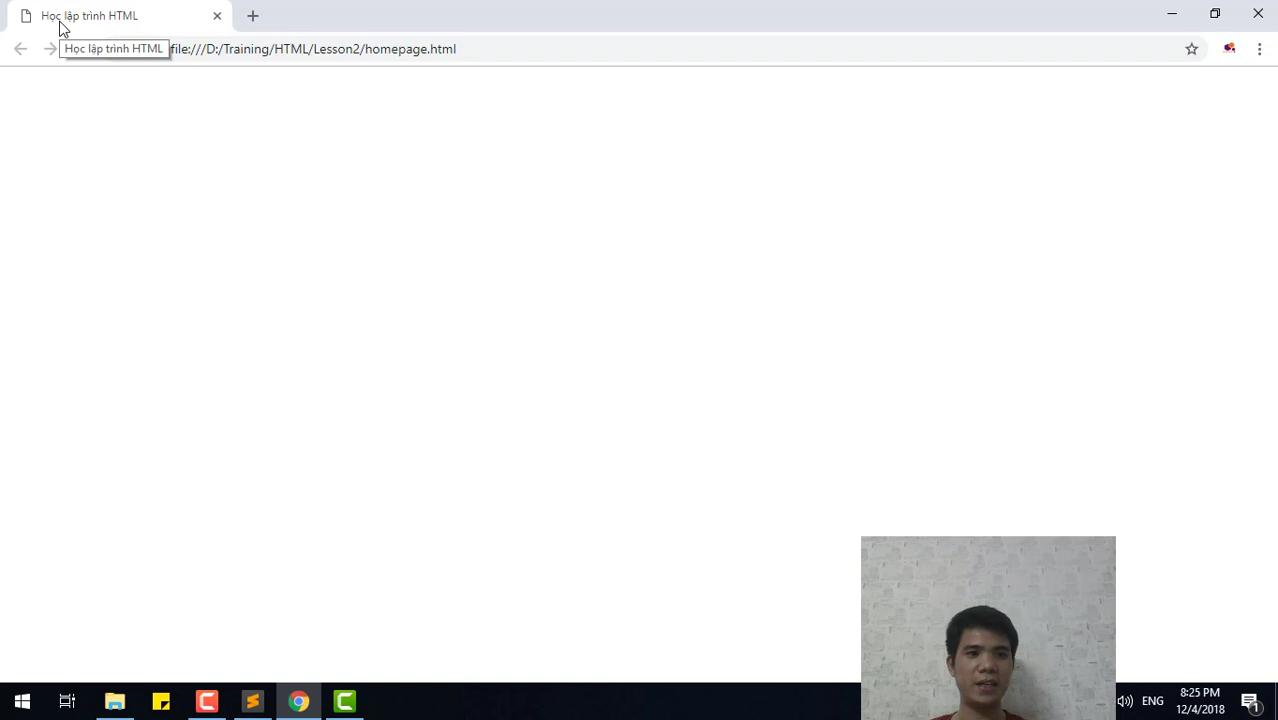 Học lập trình HTML
Học lập trình HTML
file:///D:/Training/HTML/Lesson2/homepage.html
ENG
8:25 PM
12/4/2018
1